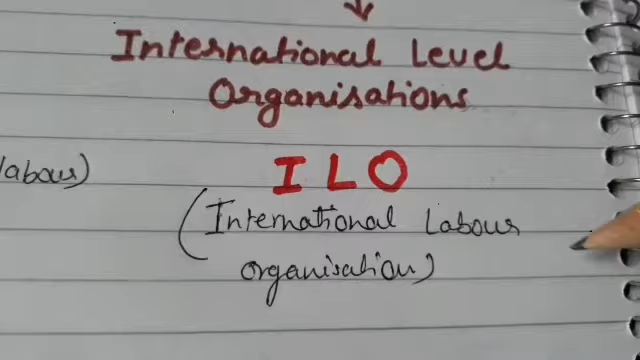 International Level
Organisations
labour)
ILO
(International Labour
organisation)